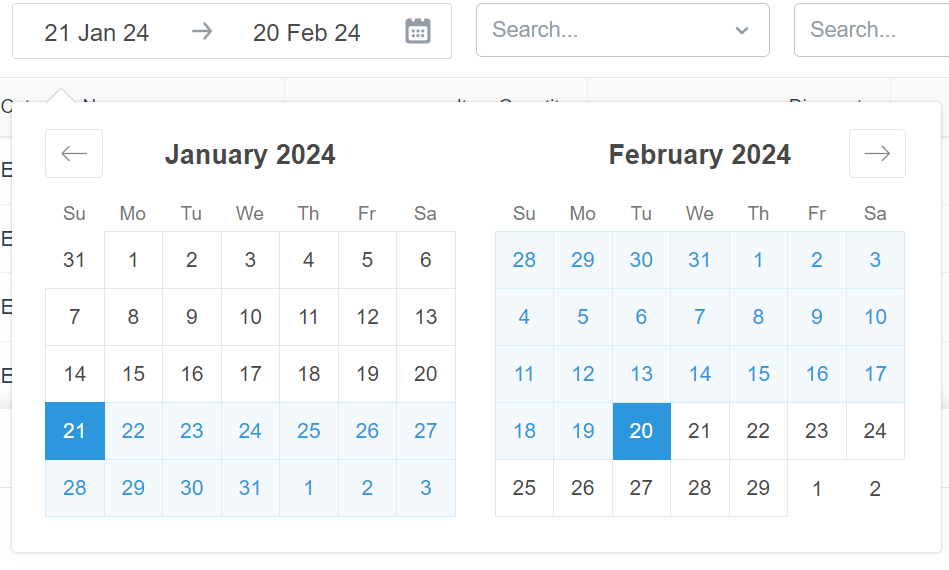 21 Jan 24 → 20 Feb 24 Search... Search...
January 2024
Su Mo Tu We Th Fr Sa
31 1 2 3 4 5 6
7 8 9 10 11 12 13
14 15 16 17 18 19 20
21 22 23 24 25 26 27
28 29 30 31 1 2 3
February 2024
Su Mo Tu We Th Fr Sa
28 29 30 31 1 2 3
4 5 6 7 8 9 10
11 12 13 14 15 16 17
18 19 20 21 22 23 24
25 26 27 28 29 1 2